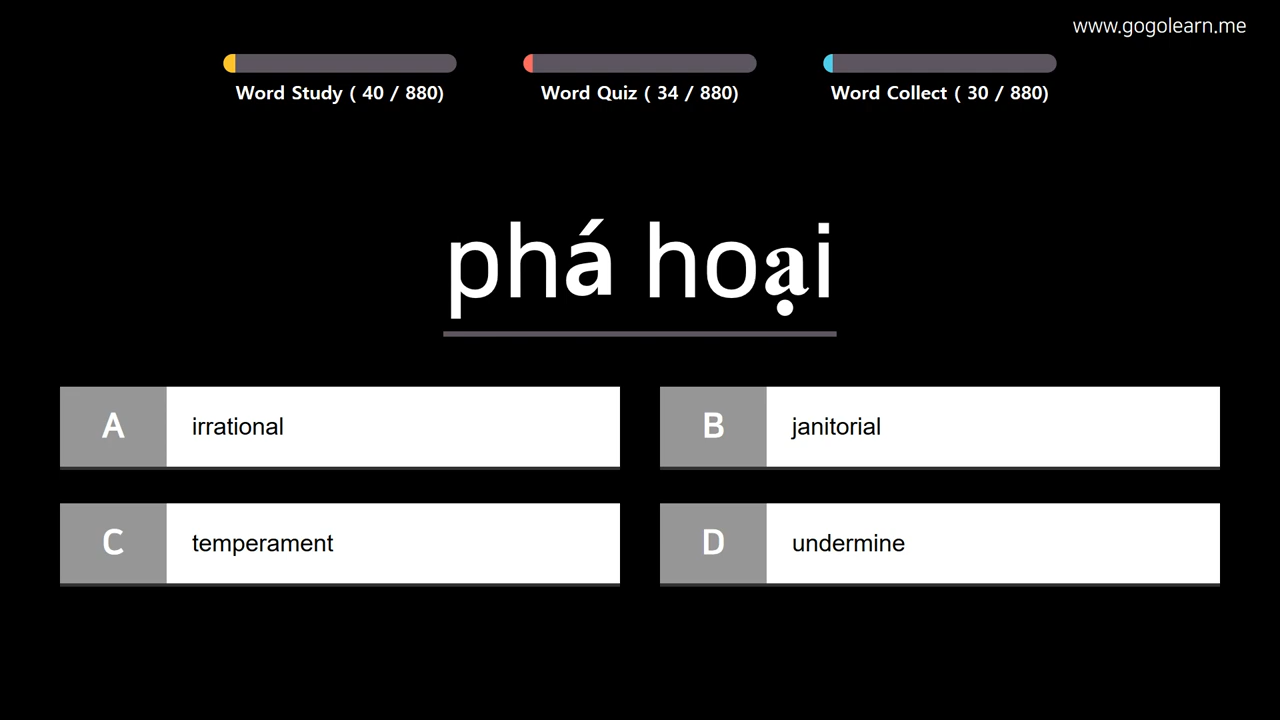 www.gogolearn.me
Word Study ( 40 / 880)
Word Quiz ( 34 / 880)
Word Collect ( 30 / 880)
phá hoại
A irrational
B janitorial
C temperament
D undermine